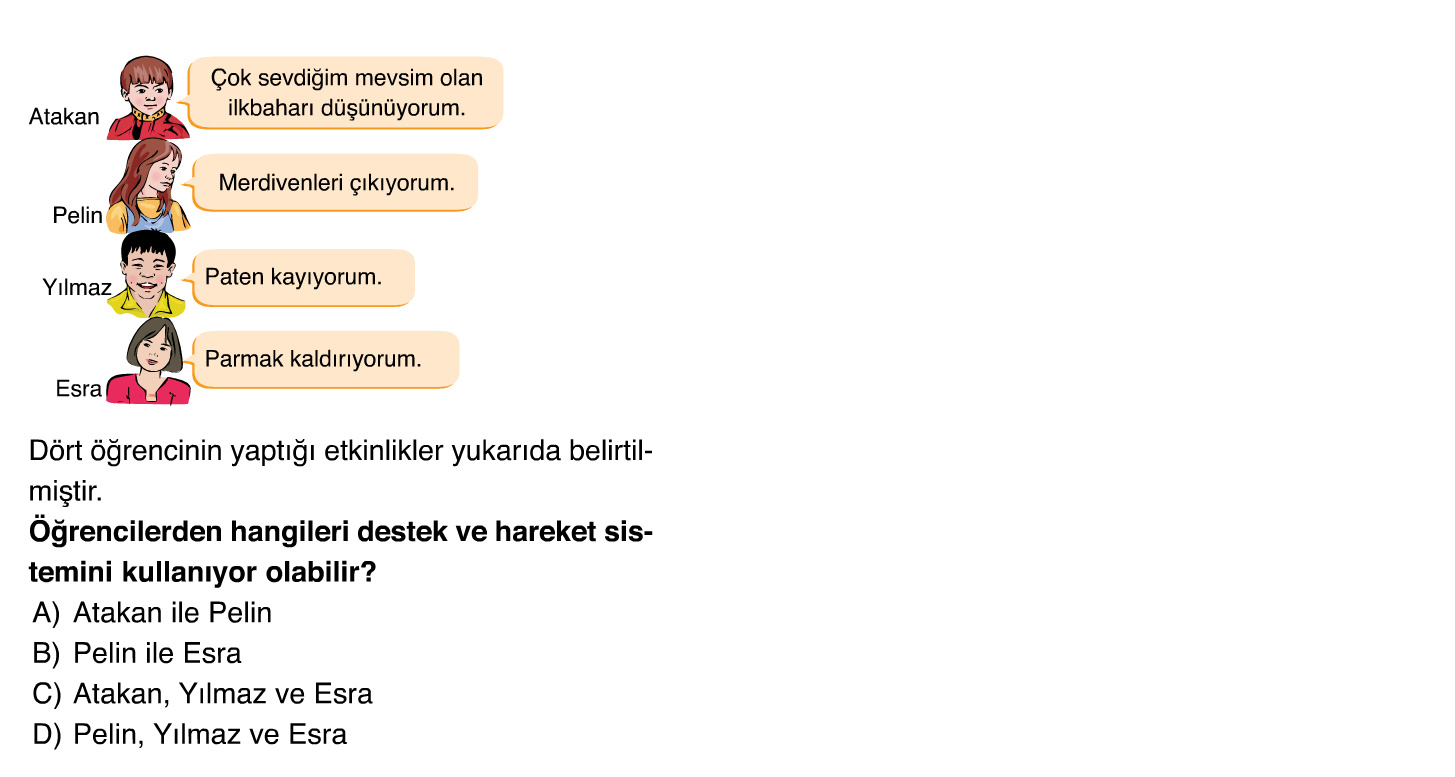 Atakan
Çok sevdiğim mevsim olan
ilkbaharı düşünüyorum.
Pelin
Merdivenleri çıkıyorum.
Yılmaz
Paten kayıyorum.
Esra
Parmak kaldırıyorum.
Dört öğrencinin yaptığı etkinlikler yukarıda belirtil-
miştir.
Öğrencilerden hangileri destek ve hareket sis-
temini kullanıyor olabilir?
A) Atakan ile Pelin
B) Pelin ile Esra
C) Atakan, Yılmaz ve Esra
D) Pelin, Yılmaz ve Esra